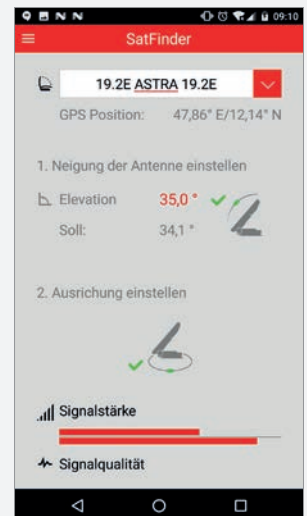 09:10
SatFinder
19.2E ASTRA 19.2E
GPS Position: 47,86° E/12,14° N
1. Neigung der Antenne einstellen
Elevation 35,0 °
Soll: 34,1 °
2. Ausrichung einstellen
Signalstärke
Signalqualität